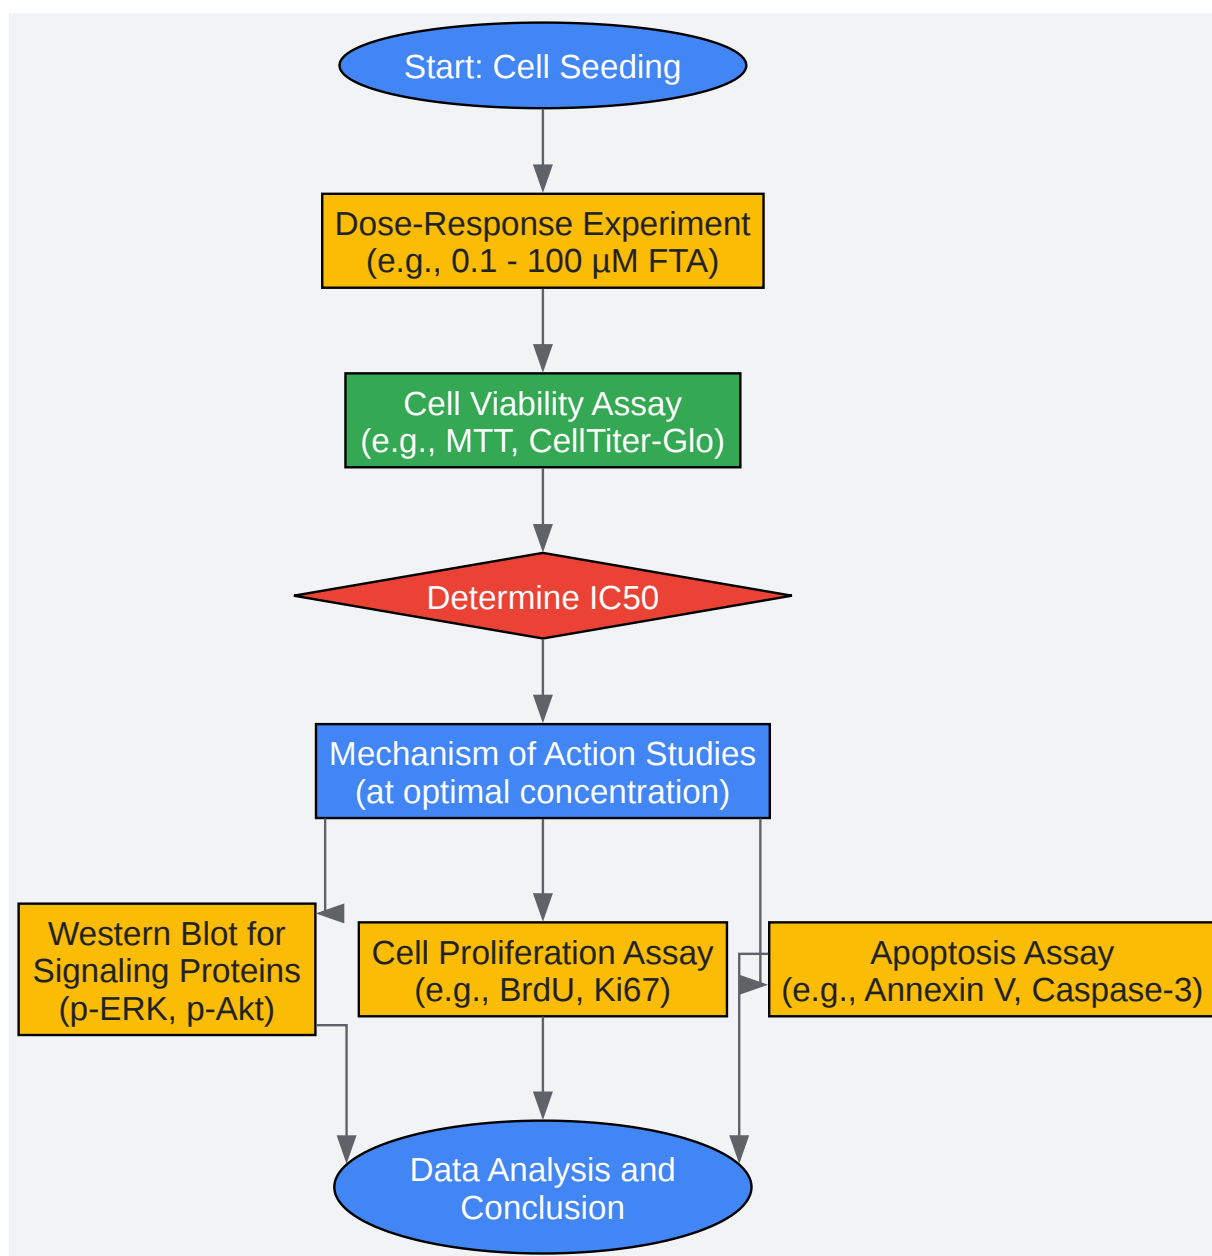 Start: Cell Seeding
Dose-Response Experiment
(e.g., 0.1 - 100 µM FTA)
Cell Viability Assay
(e.g., MTT, CellTiter-Glo)
Determine IC50
Mechanism of Action Studies
(at optimal concentration)
Western Blot for
Signaling Proteins
(p-ERK, p-Akt)
Cell Proliferation Assay
(e.g., BrdU, Ki67)
Apoptosis Assay
(e.g., Annexin V, Caspase-3)
Data Analysis and
Conclusion